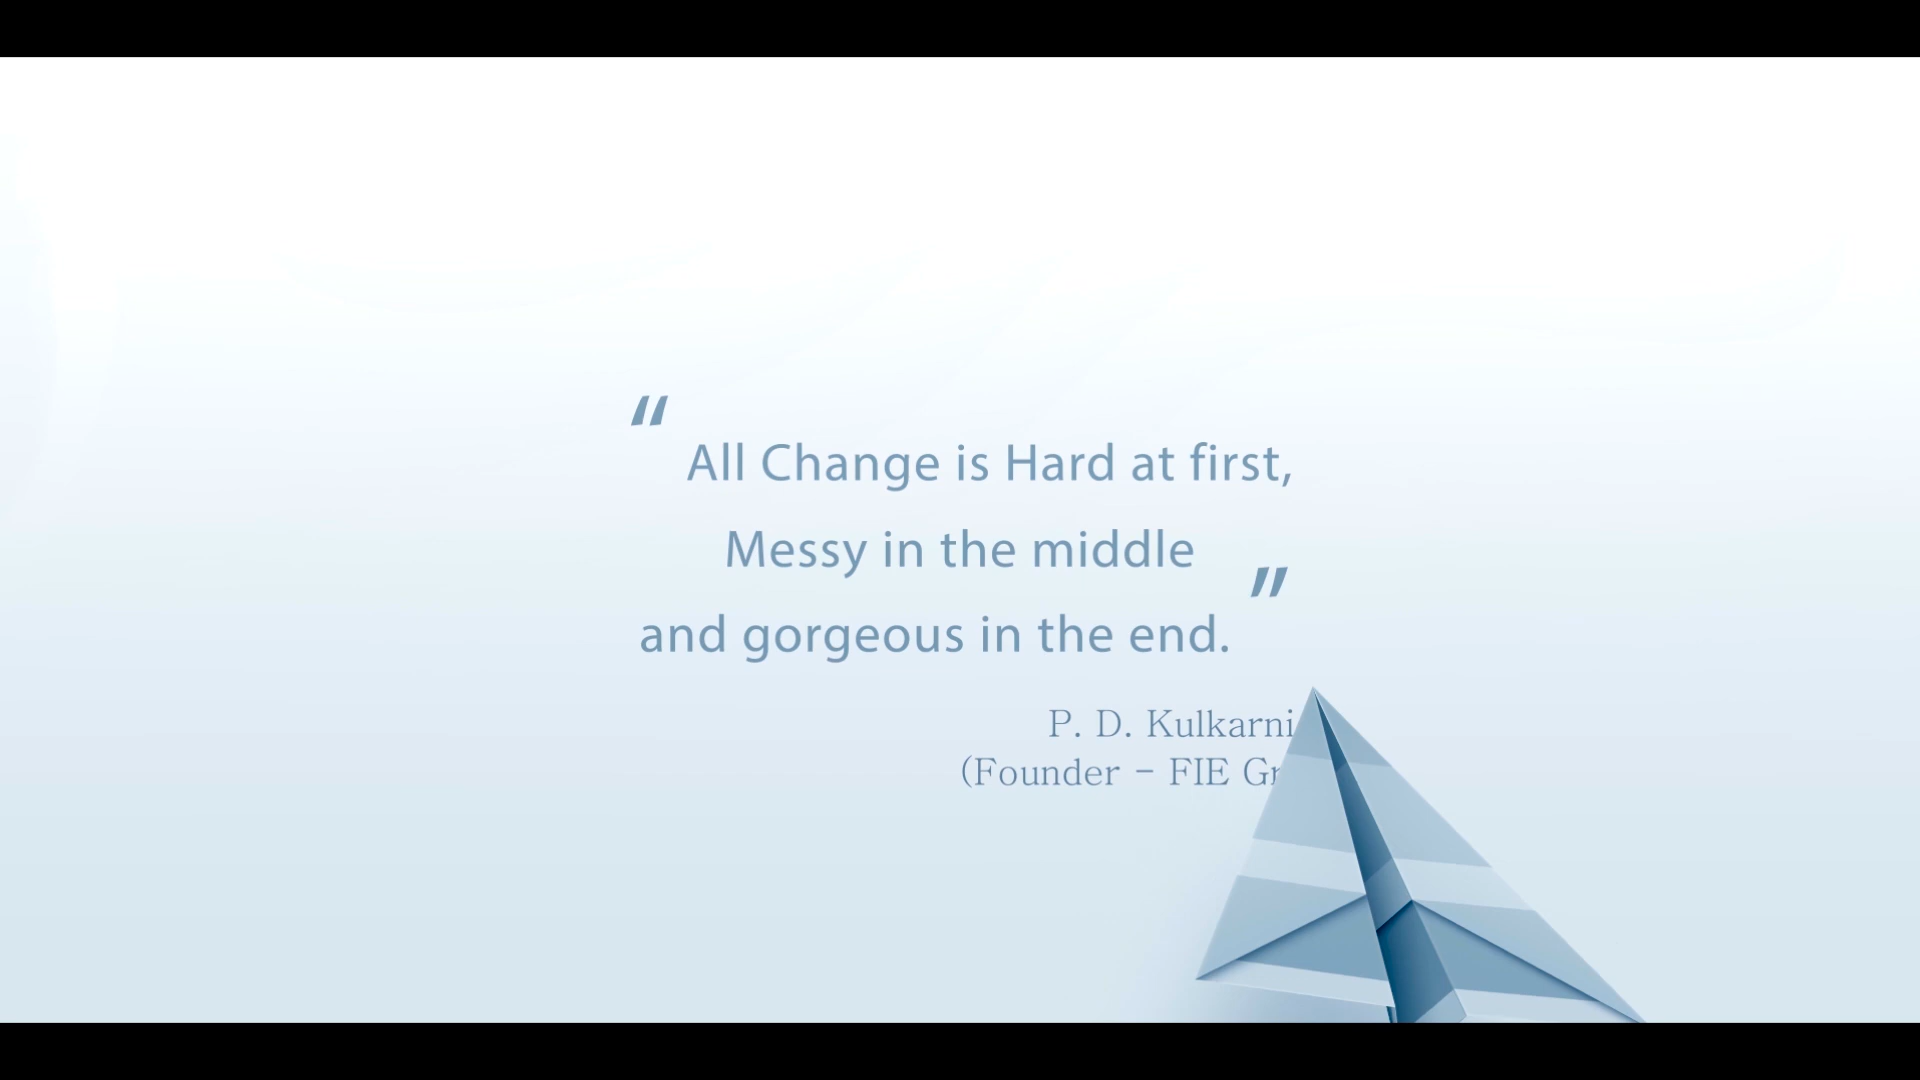 “ All Change is Hard at first,
Messy in the middle
and gorgeous in the end. ”
P. D. Kulkarni
(Founder - FIE